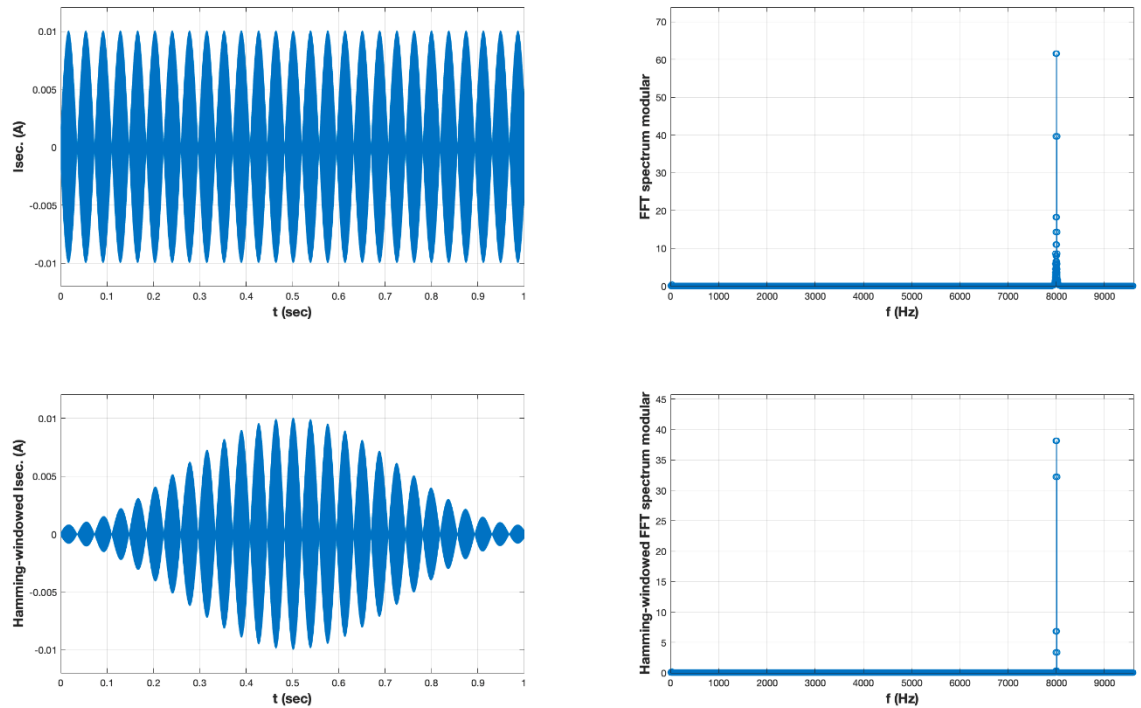 0.01
0.005
0
-0.005
-0.01
Isec. (A)
0 0.1 0.2 0.3 0.4 0.5 0.6 0.7 0.8 0.9 1
t (sec)
70
60
50
40
30
20
10
0
FFT spectrum modular
0 1000 2000 3000 4000 5000 6000 7000 8000 9000
f (Hz)
0.01
0.005
0
-0.005
-0.01
Hamming-windowed Isec. (A)
0 0.1 0.2 0.3 0.4 0.5 0.6 0.7 0.8 0.9 1
t (sec)
45
40
35
30
25
20
15
10
5
0
Hamming-windowed FFT spectrum modular
0 1000 2000 3000 4000 5000 6000 7000 8000 9000
f (Hz)